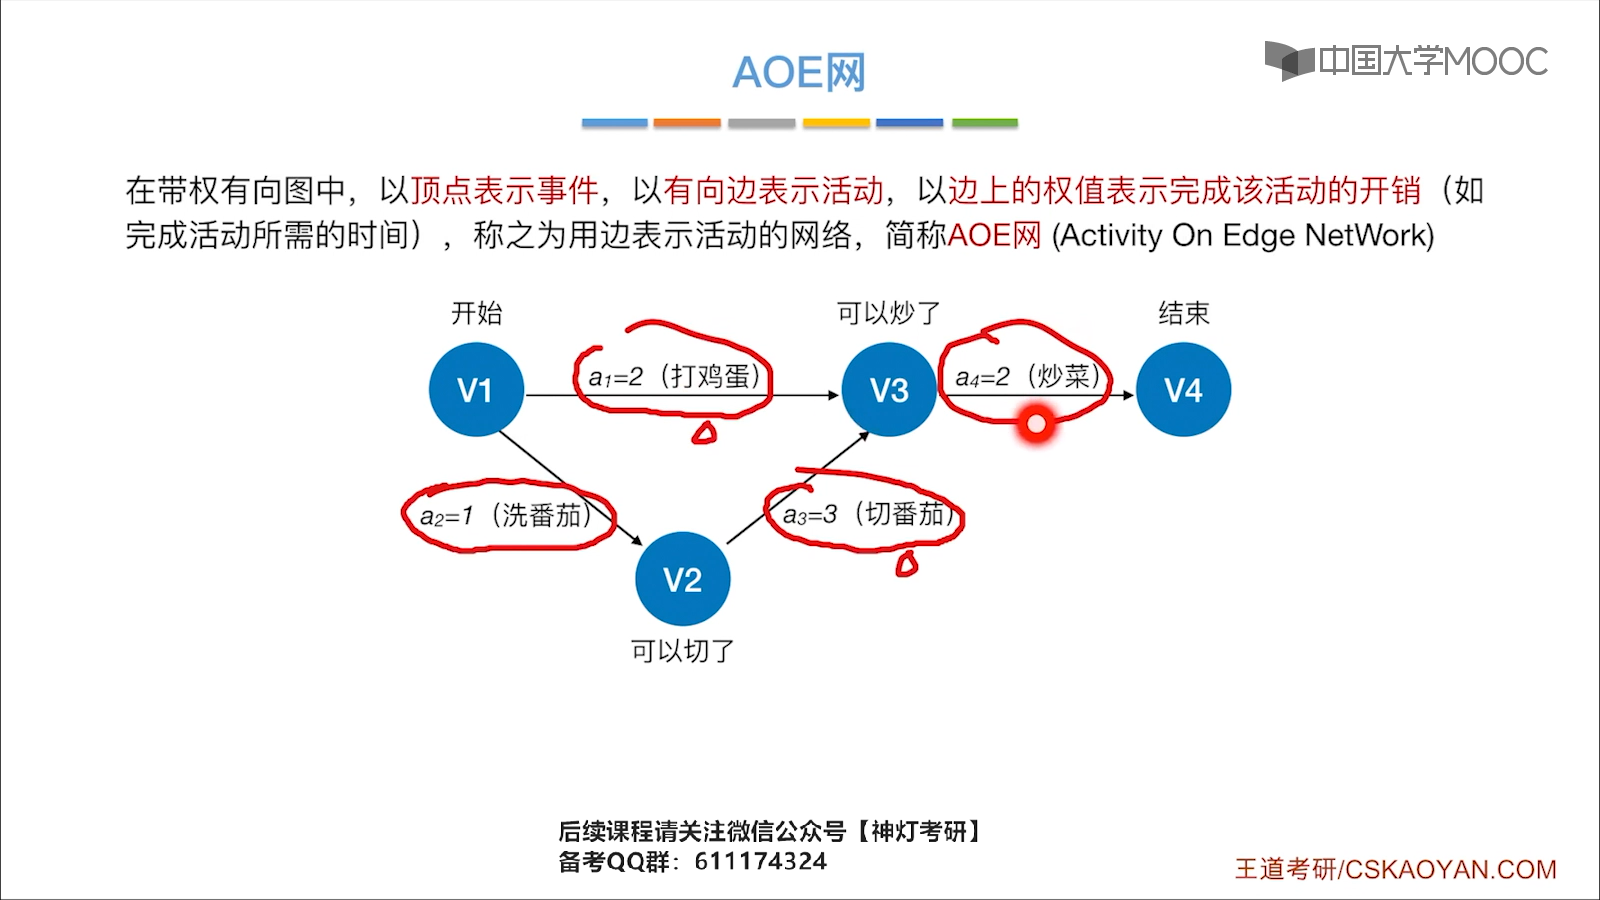 AOE网
中国大学MOOC
在带权有向图中，以顶点表示事件，以有向边表示活动，以边上的权值表示完成该活动的开销（如
完成活动所需的时间），称之为用边表示活动的网络，简称AOE网 (Activity On Edge NetWork)
开始
可以炒了
结束
V1
a₁=2（打鸡蛋）
V3
a₄=2（炒菜）
V4
a₂=1（洗番茄）
a₃=3（切番茄）
V2
可以切了
后续课程请关注微信公众号【神灯考研】
备考QQ群：611174324
王道考研/CSKAOYAN.COM